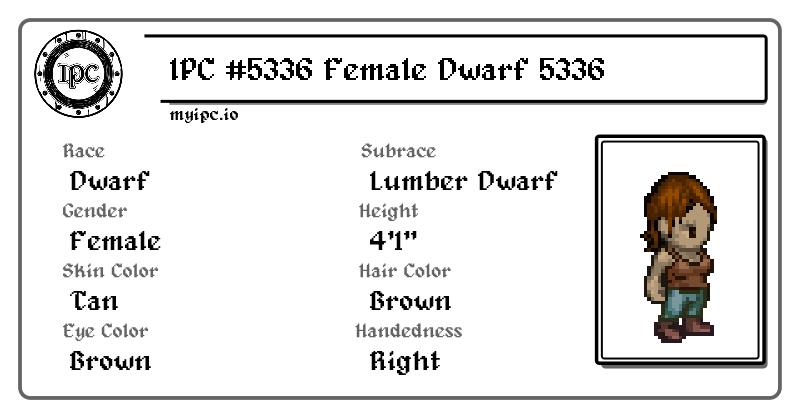 IPC
IPC #5336 Female Dwarf 5336
myipc.io
Race
Subrace
Dwarf
Lumber Dwarf
Gender
Height
Female
4'1"
Skin Color
Hair Color
Tan
Brown
Eye Color
Handedness
Brown
Right